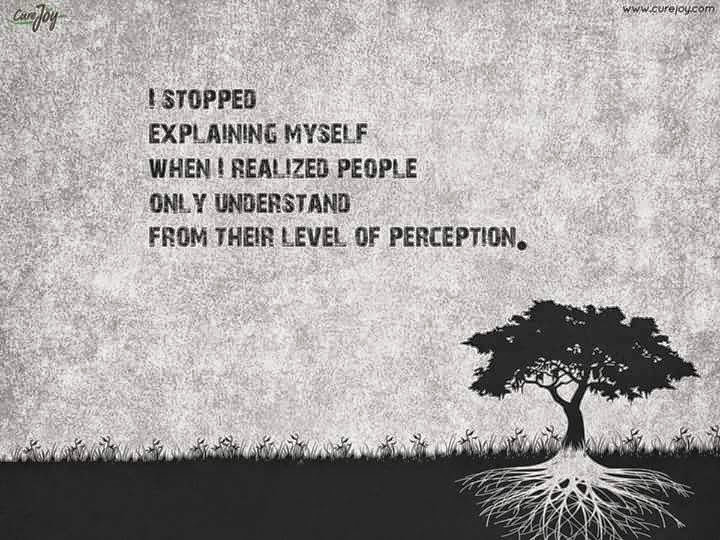 CureJoy
www.curejoy.com
I STOPPED
EXPLAINING MYSELF
WHEN I REALIZED PEOPLE
ONLY UNDERSTAND
FROM THEIR LEVEL OF PERCEPTION.